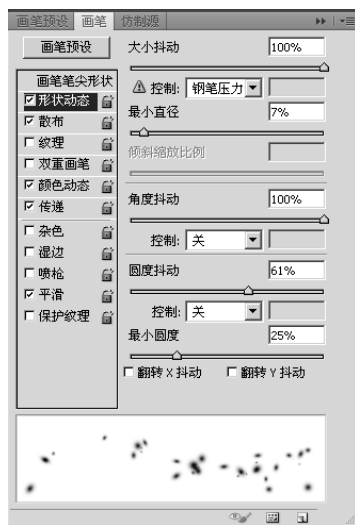 画笔预设 画笔 仿制源
画笔预设
画笔笔尖形状
形状动态
散布
纹理
双重画笔
颜色动态
传递
杂色
湿边
喷枪
平滑
保护纹理
大小抖动 100%
控制: 钢笔压力
最小直径 7%
倾斜缩放比例
角度抖动 100%
控制: 关
圆度抖动 61%
控制: 关
最小圆度 25%
翻转 X 抖动 翻转 Y 抖动